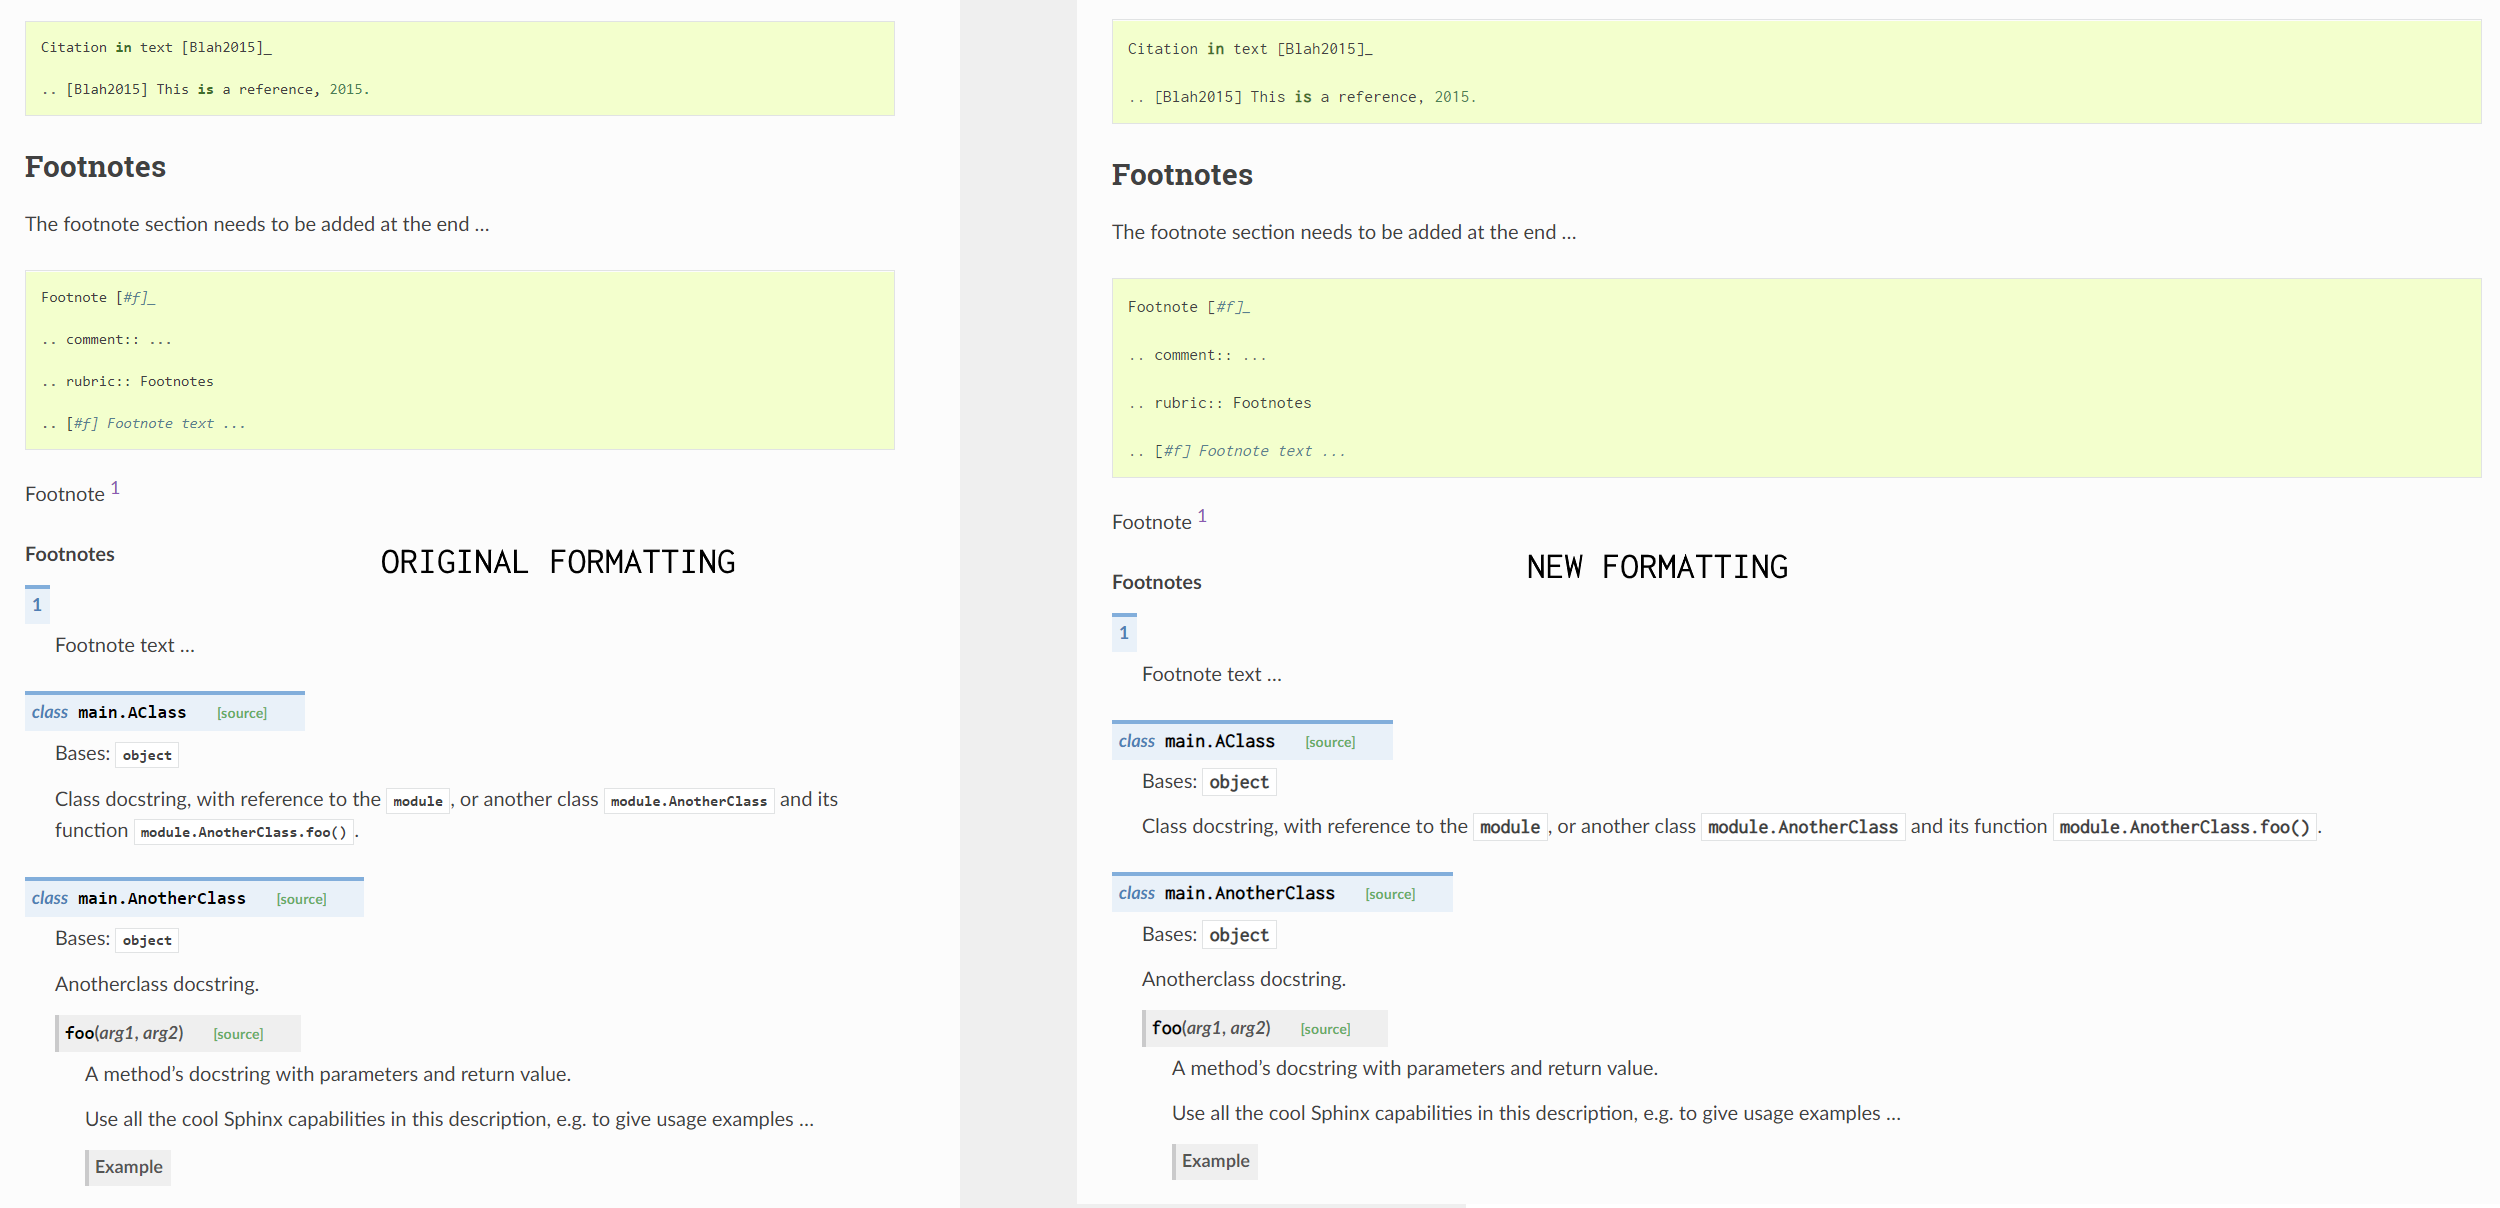 Citation in text [Blah2015]_
.. [Blah2015] This is a reference, 2015.
Footnotes
The footnote section needs to be added at the end ...
Footnote [#f]_
.. comment:: ...
.. rubric:: Footnotes
.. [#f] Footnote text ...
Footnote 1
ORIGINAL FORMATTING
Footnotes
1
Footnote text ...
class main.AClass [source]
Bases: object
Class docstring, with reference to the module, or another class module.AnotherClass and its
function module.AnotherClass.foo().
class main.AnotherClass [source]
Bases: object
Anotherclass docstring.
foo(arg1, arg2) [source]
A method’s docstring with parameters and return value.
Use all the cool Sphinx capabilities in this description, e.g. to give usage examples ...
Example
Citation in text [Blah2015]_
.. [Blah2015] This is a reference, 2015.
Footnotes
The footnote section needs to be added at the end ...
Footnote [#f]_
.. comment:: ...
.. rubric:: Footnotes
.. [#f] Footnote text ...
Footnote 1
NEW FORMATTING
Footnotes
1
Footnote text ...
class main.AClass [source]
Bases: object
Class docstring, with reference to the module, or another class module.AnotherClass and its function module.AnotherClass.foo().
class main.AnotherClass [source]
Bases: object
Anotherclass docstring.
foo(arg1, arg2) [source]
A method’s docstring with parameters and return value.
Use all the cool Sphinx capabilities in this description, e.g. to give usage examples ...
Example